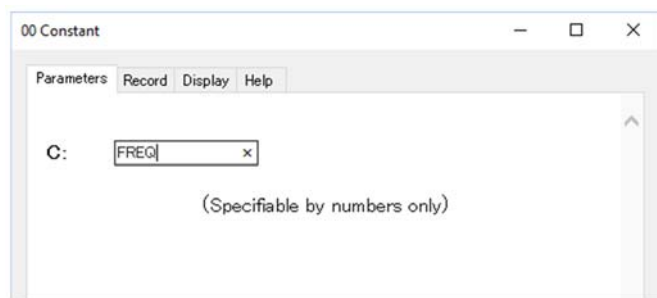 00 Constant
Parameters Record Display Help
C: FREQ
(Specifiable by numbers only)